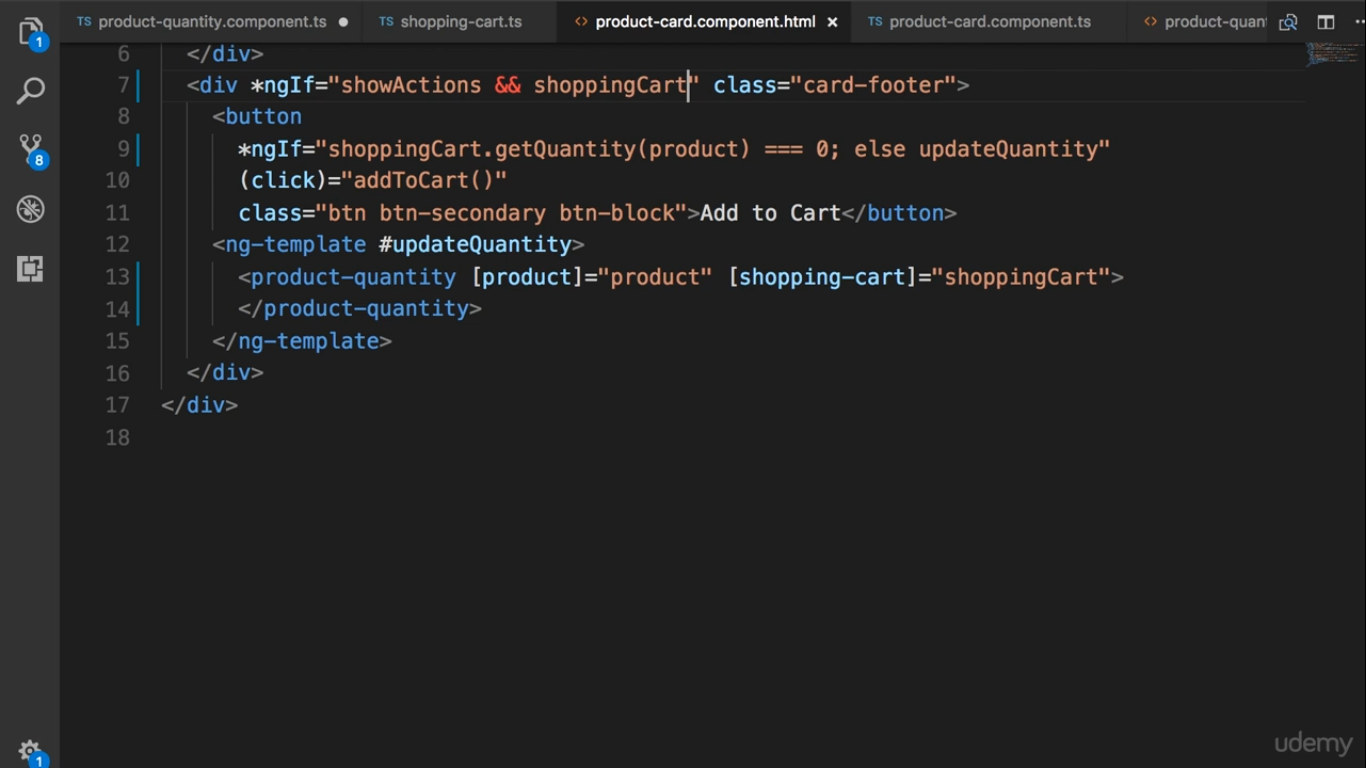 TS product-quantity.component.ts ● TS shopping-cart.ts <> product-card.component.html × TS product-card.component.ts <> product-quan
1
6 </div>
7 <div *ngIf="showActions && shoppingCart" class="card-footer">
8 <button
8
9 *ngIf="shoppingCart.getQuantity(product) === 0; else updateQuantity"
10 (click)="addToCart()"
11 class="btn btn-secondary btn-block">Add to Cart</button>
12 <ng-template #updateQuantity>
13 <product-quantity [product]="product" [shopping-cart]="shoppingCart">
14 </product-quantity>
15 </ng-template>
16 </div>
17 </div>
18
1
udemy